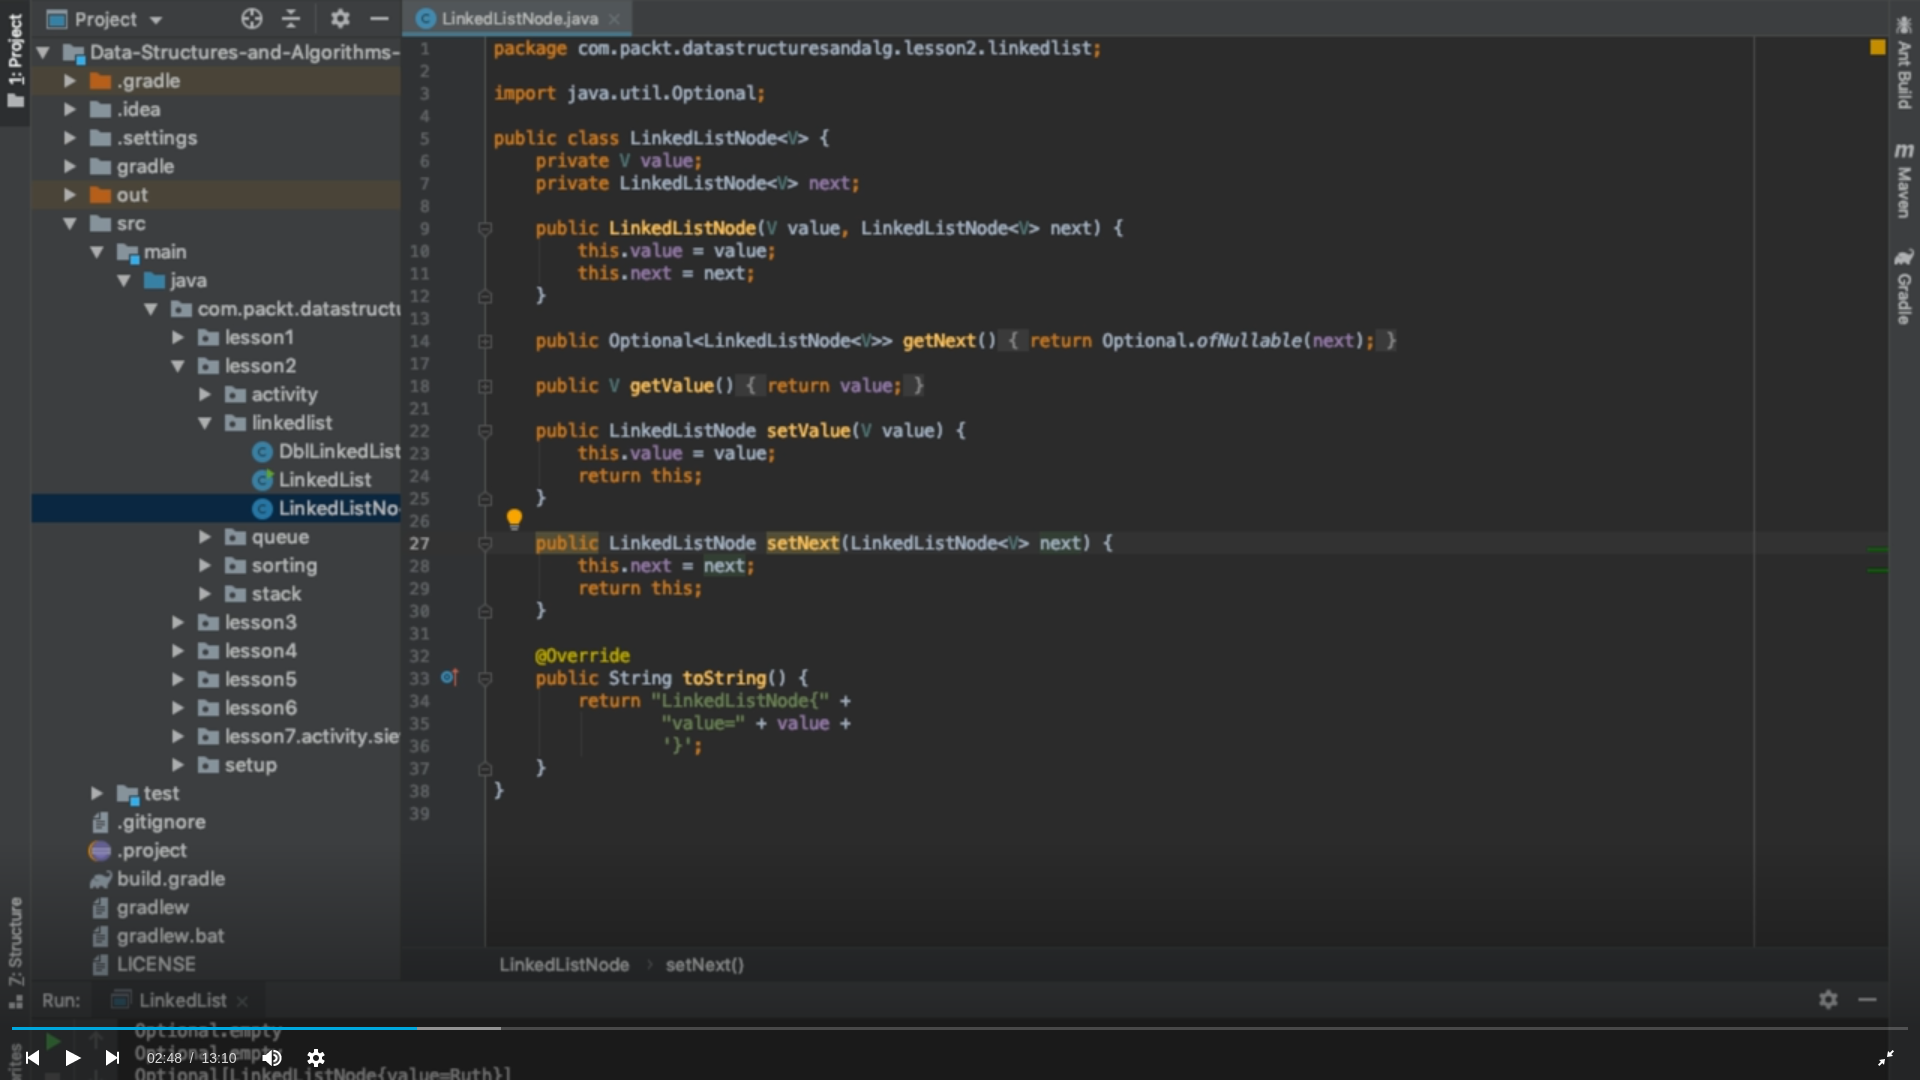 1: Project
Project
Data-Structures-and-Algorithms-
.gradle
.idea
.settings
gradle
out
src
main
java
com.packt.datastructu
lesson1
lesson2
activity
linkedlist
DblLinkedList
LinkedList
LinkedListNo
queue
sorting
stack
lesson3
lesson4
lesson5
lesson6
lesson7.activity.sie
setup
test
.gitignore
.project
build.gradle
gradlew
gradlew.bat
LICENSE
Z: Structure
LinkedListNode.java
1 package com.packt.datastructuresandalg.lesson2.linkedlist;
2
3 import java.util.Optional;
4
5 public class LinkedListNode<V> {
6 private V value;
7 private LinkedListNode<V> next;
8
9 public LinkedListNode(V value, LinkedListNode<V> next) {
10 this.value = value;
11 this.next = next;
12 }
13
14 public Optional<LinkedListNode<V>> getNext() { return Optional.ofNullable(next); }
17
18 public V getValue() { return value; }
21
22 public LinkedListNode setValue(V value) {
23 this.value = value;
24 return this;
25 }
26
27 public LinkedListNode setNext(LinkedListNode<V> next) {
28 this.next = next;
29 return this;
30 }
31
32 @Override
33 public String toString() {
34 return "LinkedListNode{" +
35 "value=" + value +
36 '}';
37 }
38 }
39
LinkedListNode › setNext()
Ant Build
m Maven
Gradle
Run: LinkedList
Optional.empty
Optional.empty
Optional[LinkedListNode{value=Ruth}]
02:48 / 13:10